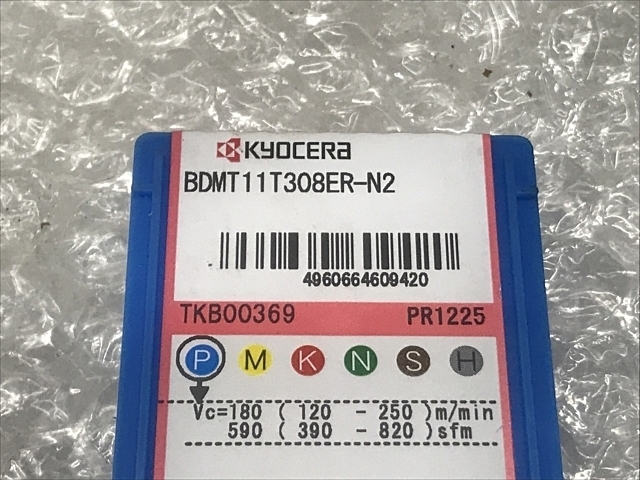 KYOCERA
BDMT11T308ER-N2
4960664609420
TKB00369 PR1225
P M K N S H
Vc=180 ( 120 - 250 )m/min
590 ( 390 - 820 )sfm